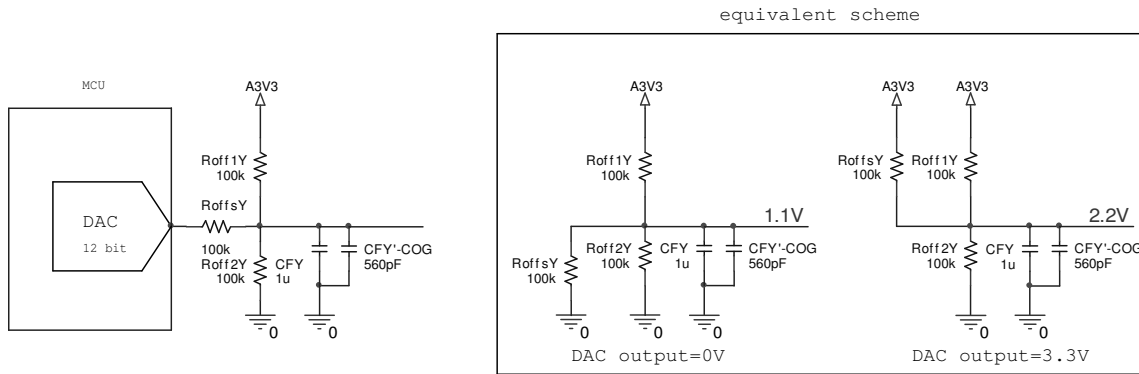 equivalent scheme
MCU
A3V3
Roff1Y
100k
RoffsY
DAC
12 bit
100k
Roff2Y
100k
CFY
1u
CFY'-COG
560pF
0
0
A3V3
Roff1Y
100k
1.1V
RoffsY
100k
Roff2Y
100k
CFY
1u
CFY'-COG
560pF
0
0
0
DAC output=0V
A3V3
A3V3
RoffsY
100k
Roff1Y
100k
2.2V
Roff2Y
100k
CFY
1u
CFY'-COG
560pF
0
0
DAC output=3.3V